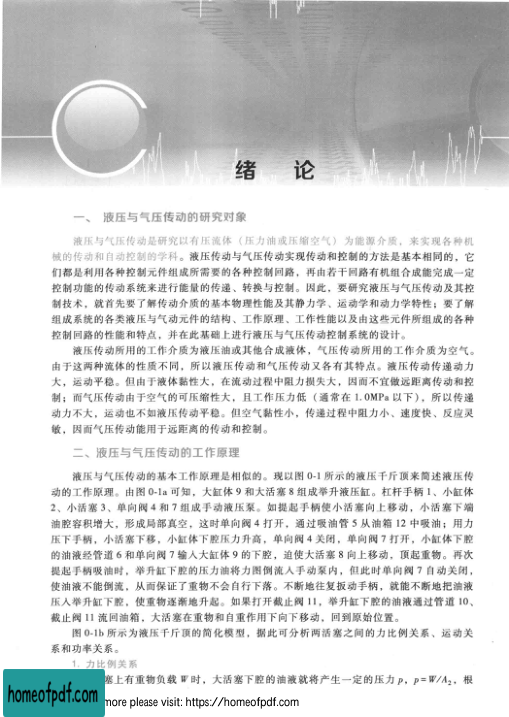 绪 论
一、 液压与气压传动的研究对象
液压与气压传动是研究以有压流体（压力油或压缩空气）为能源介质，来实现各种机
械的传动和自动控制的学科。液压传动与气压传动实现传动和控制的方法是基本相同的，它
们都是利用各种控制元件组成所需要的各种控制回路，再由若干回路有机组合成能完成一定
控制功能的传动系统来进行能量的传递、转换与控制。因此，要研究液压与气压传动及其控
制技术，就首先要了解传动介质的基本物理性能及其静力学、运动学和动力学特性；要了解
组成系统的各类液压与气动元件的结构、工作原理、工作性能以及由这些元件所组成的各种
控制回路的性能和特点，并在此基础上进行液压与气压传动控制系统的设计。
液压传动所用的工作介质为液压油或其他合成液体，气压传动所用的工作介质为空气。
由于这两种流体的性质不同，所以液压传动和气压传动又各有其特点。液压传动传递动力
大，运动平稳。但由于液体黏性大，在流动过程中阻力损失大，因而不宜做远距离传动和控
制；而气压传动由于空气的可压缩性大，且工作压力低（通常在 1.0MPa 以下），所以传递
动力不大，运动也不如液压传动平稳。但空气黏性小，传递过程中阻力小、速度快、反应灵
敏，因而气压传动能用于远距离的传动和控制。
二、液压与气压传动的工作原理
液压与气压传动的基本工作原理是相似的。现以图 0-1 所示的液压千斤顶来简述液压传
动的工作原理。由图 0-1a 可知，大缸体 9 和大活塞 8 组成举升液压缸。杠杆手柄 1、小缸体
2、小活塞 3、单向阀 4 和 7 组成手动液压泵。如提起手柄使小活塞向上移动，小活塞下端
油腔容积增大，形成局部真空，这时单向阀 4 打开，通过吸油管 5 从油箱 12 中吸油；用力
压下手柄，小活塞下移，小缸体下腔压力升高，单向阀 4 关闭，单向阀 7 打开，小缸体下腔
的油液经管道 6 和单向阀 7 输入大缸体 9 的下腔，迫使大活塞 8 向上移动，顶起重物。再次
提起手柄吸油时，举升缸下腔的压力油将力图倒流入手动泵内，但此时单向阀 7 自动关闭，
使油液不能倒流，从而保证了重物不会自行下落。不断地往复扳动手柄，就能不断地把油液
压入举升缸下腔，使重物逐渐地升起。如果打开截止阀 11，举升缸下腔的油液通过管道 10、
截止阀 11 流回油箱，大活塞在重物和自重作用下向下移动，回到原始位置。
图 0-1b 所示为液压千斤顶的简化模型，据此可分析两活塞之间的力比例关系、运动关
系和功率关系。
1. 力比例关系
塞上有重物负载 W 时，大活塞下腔的油液就将产生一定的压力 p，p=W/A₂，根
homeofpdf.com
more please visit: https://homeofpdf.com